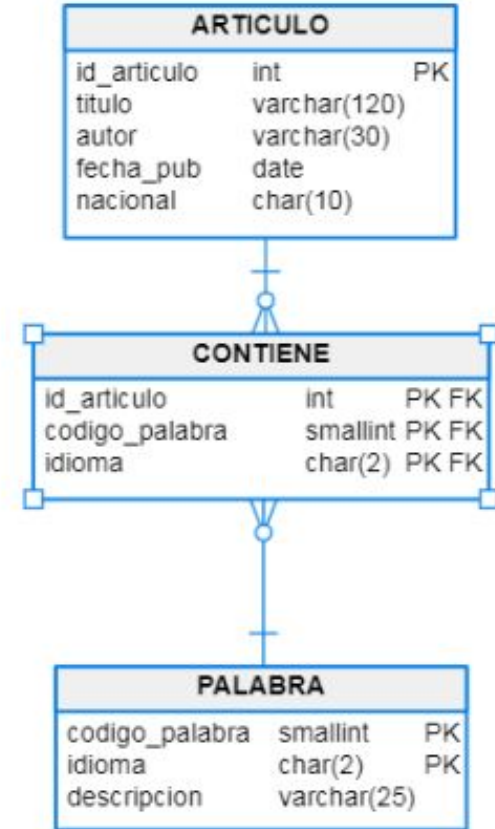 ARTICULO
id_articulo int PK
titulo varchar(120)
autor varchar(30)
fecha_pub date
nacional char(10)
CONTIENE
id_articulo int PK FK
codigo_palabra smallint PK FK
idioma char(2) PK FK
PALABRA
codigo_palabra smallint PK
idioma char(2) PK
descripcion varchar(25)